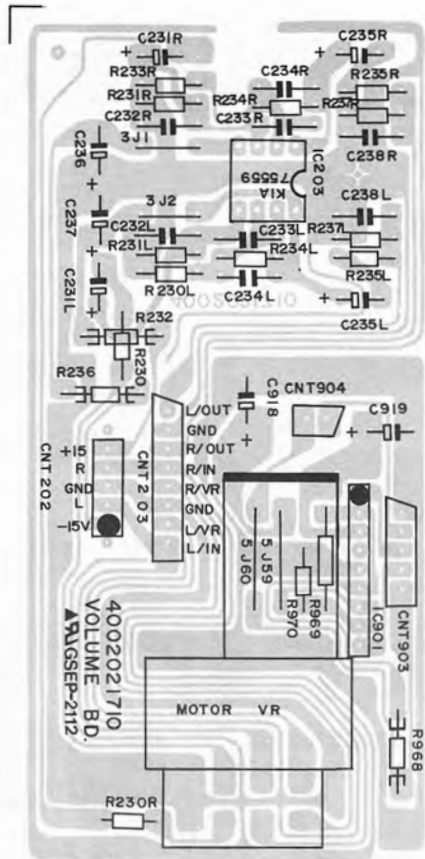 C231R
C235R
R233R
C234R
R235R
R231R
R234R
R237R
C232R
C233R
3J1
C236
IC203
C238R
KIA
75559
3J2
C238L
C237
C232L
C233L
R237L
R231L
R234L
C231L
R230L
C234L
R235L
4002021710
C235L
R232
R230
R236
C918
CNT904
C919
L/OUT
GND
R/OUT
R/IN
R/VR
GND
L/VR
L/IN
CNT203
+15
R
GND
L
-15V
CNT202
5J60
5J59
R970
R969
IC901
CNT903
4002021710
VOLUME BD.
GSEP-2112
MOTOR VR
R968
R230R